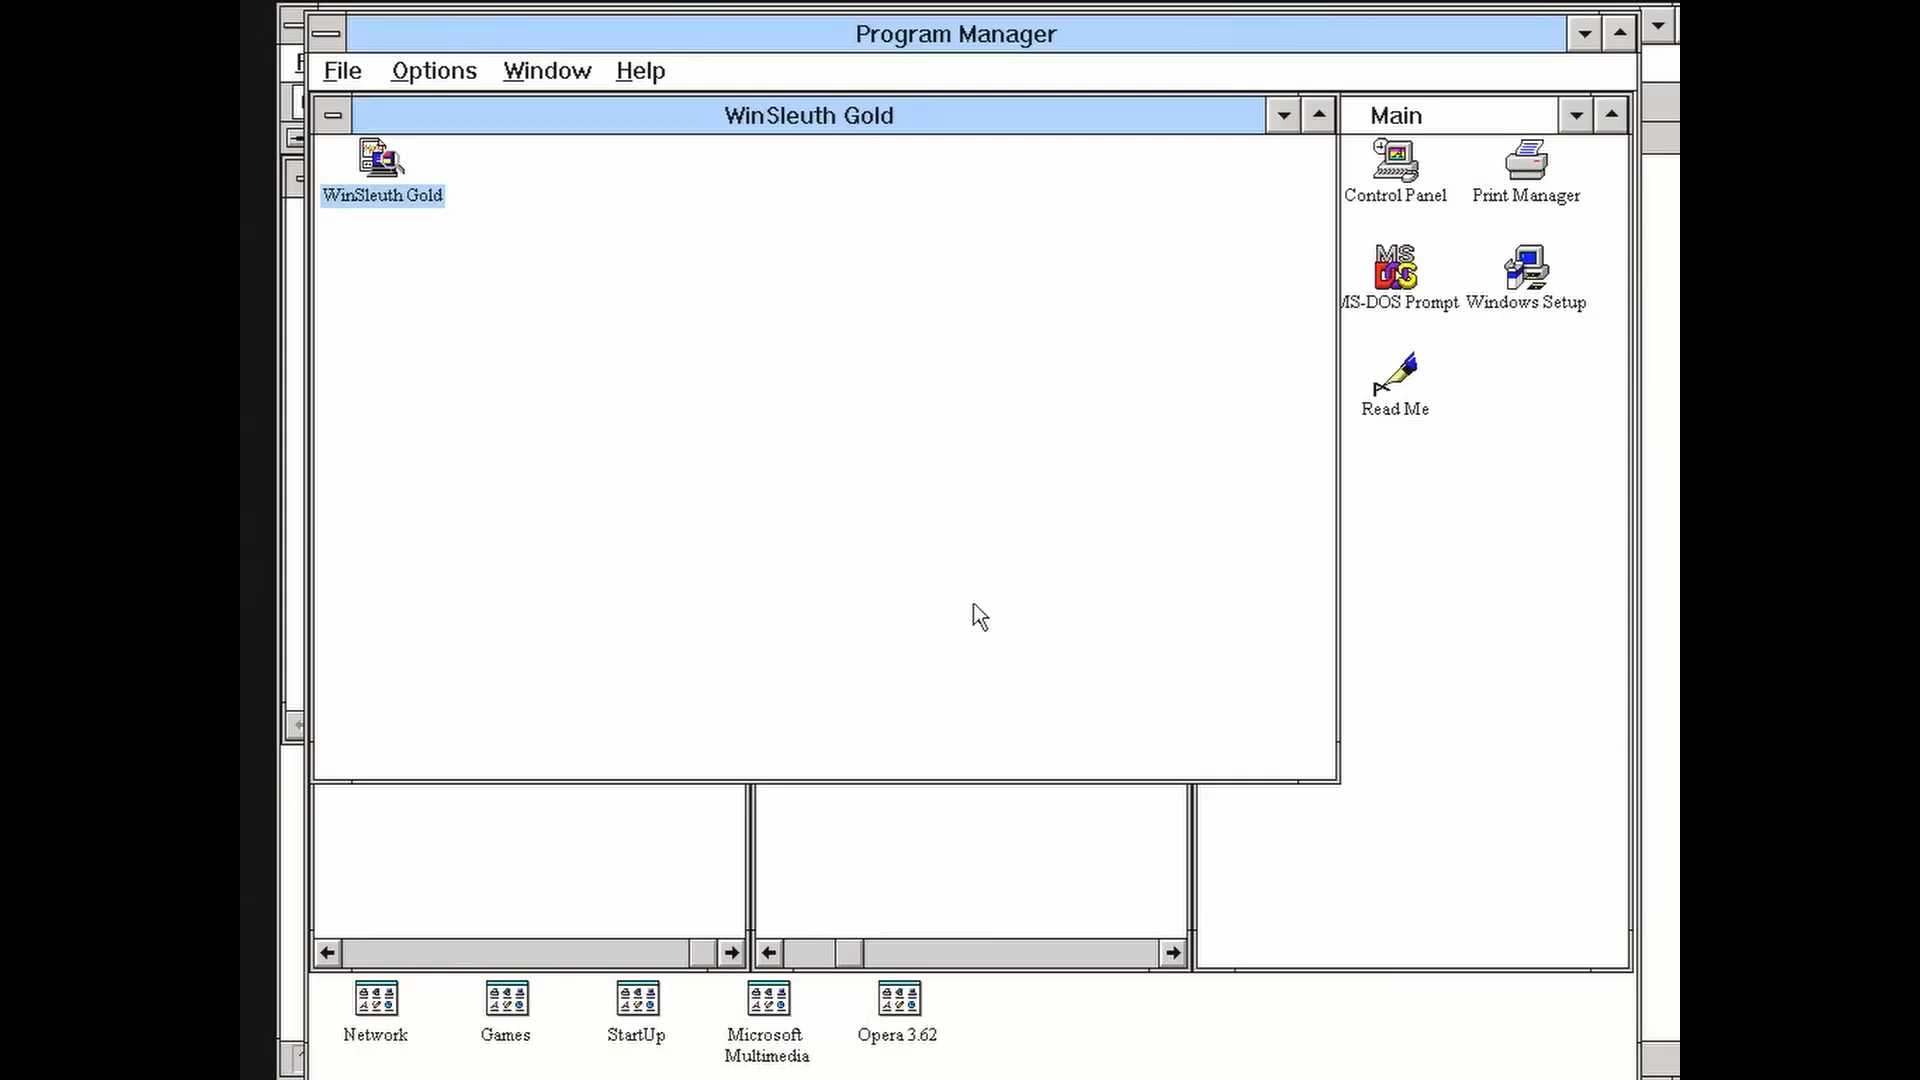 Program Manager
File Options Window Help
WinSleuth Gold
Main
WinSleuth Gold
Control Panel
Print Manager
MS
DOS
MS-DOS Prompt
Windows Setup
Read Me
Network
Games
StartUp
Microsoft
Multimedia
Opera 3.62